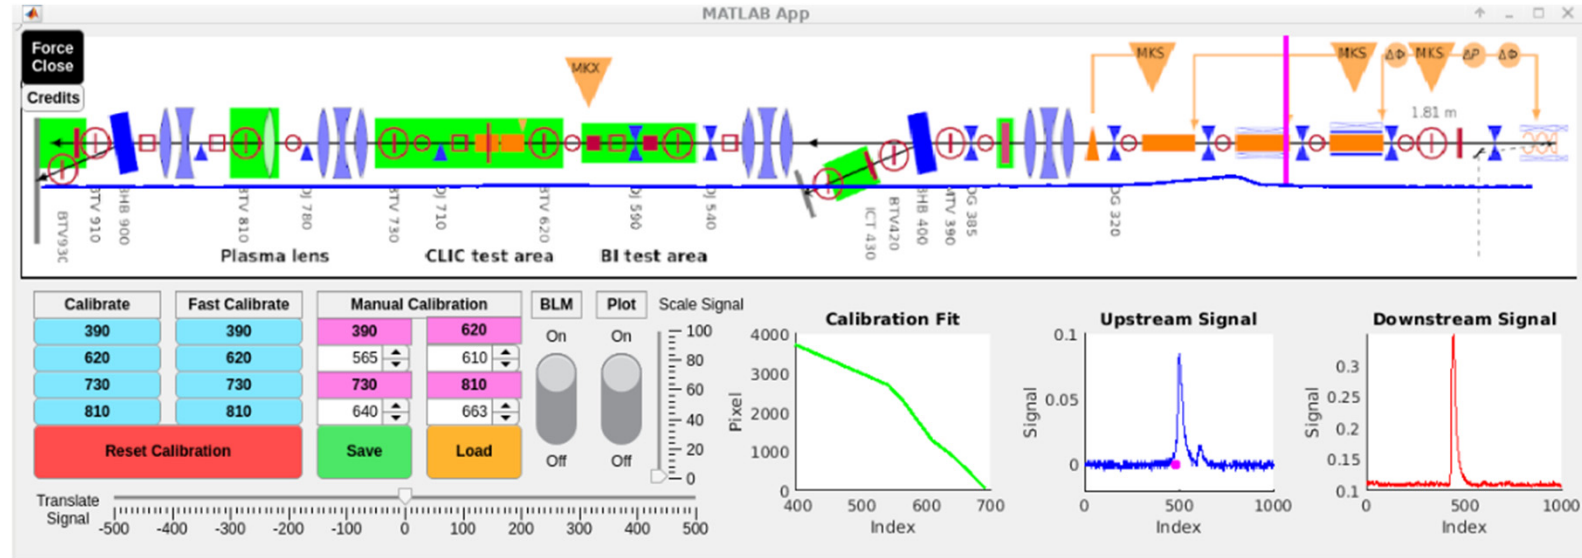 MATLAB App
Force
Close
Credits
MKX
MKS
MKS
ΔΦ
MKS
ΔP
ΔΦ
1.81 m
BTV 910
BHB 900
BTV 810
DJ 780
BTV 730
DJ 710
BTV 620
DJ 590
DJ 540
ICT 430
BTV420
BHB 400
MTV 390
DG 385
DG 320
Plasma lens
CLIC test area
BI test area
Calibrate
390
620
730
810
Fast Calibrate
390
620
730
810
Reset Calibration
Manual Calibration
390
620
565
610
730
810
640
663
Save
Load
BLM
On
Off
Plot
On
Off
Scale Signal
100
80
60
40
20
0
Translate
Signal
-500 -400 -300 -200 -100 0 100 200 300 400 500
Calibration Fit
Pixel
4000
3000
2000
1000
0
400 500 600 700
Index
Upstream Signal
Signal
0.1
0.05
0
0 500 1000
Index
Downstream Signal
Signal
0.3
0.25
0.2
0.15
0.1
0 500 1000
Index